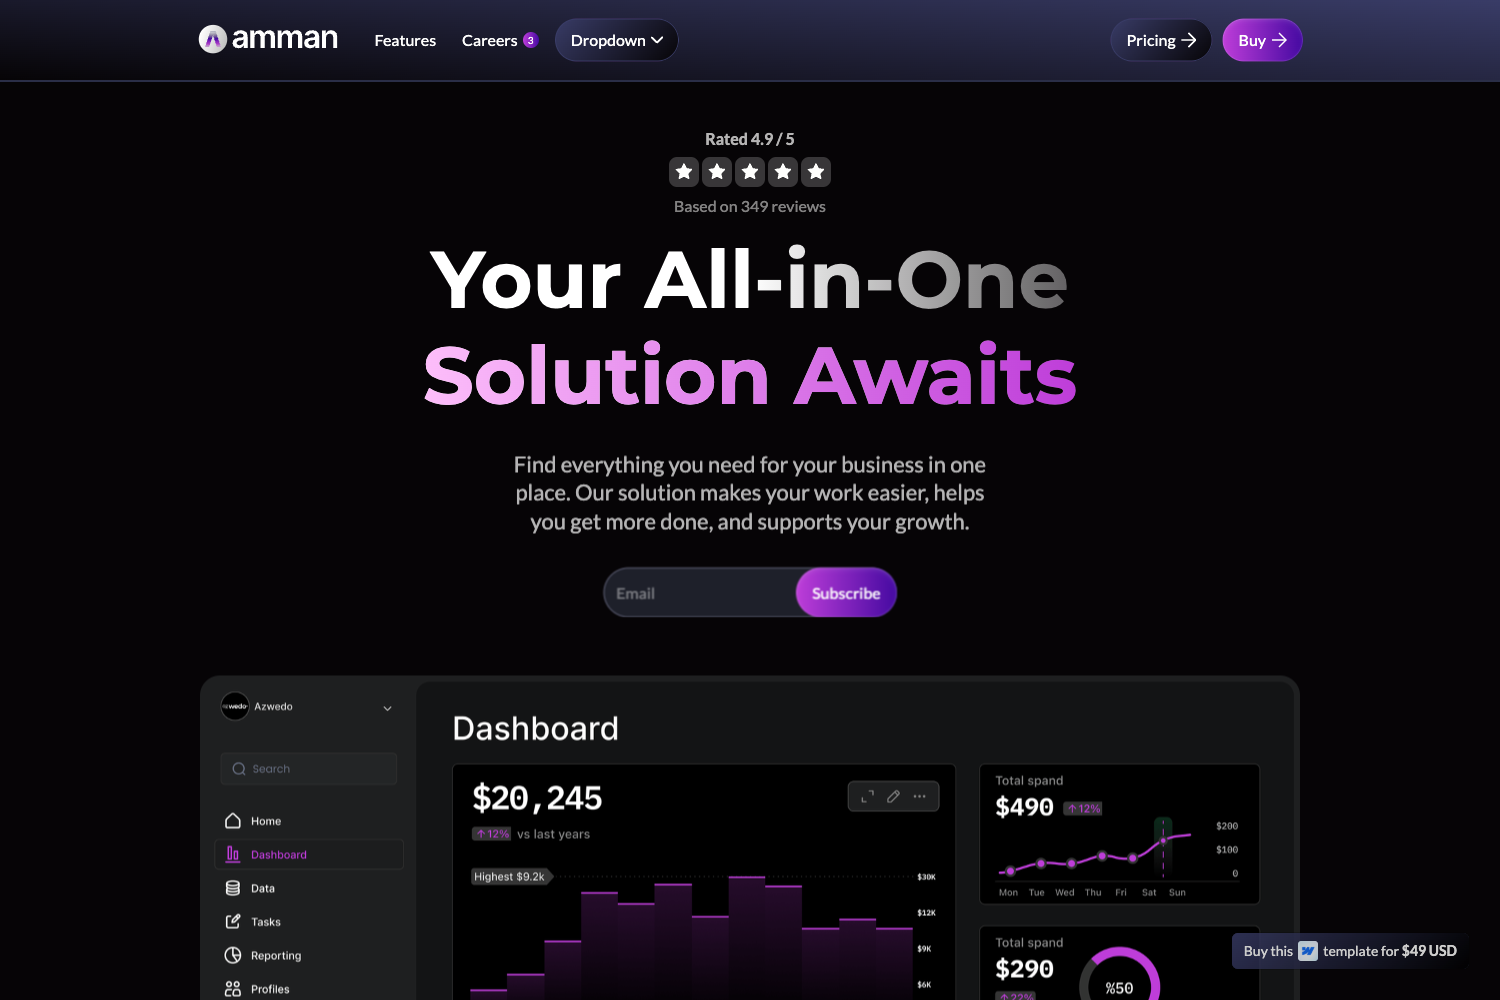 amman
Features
Careers 3
Dropdown
Pricing
Buy
Rated 4.9 / 5
Based on 349 reviews
Your All-in-One
Solution Awaits
Find everything you need for your business in one
place. Our solution makes your work easier, helps
you get more done, and supports your growth.
Email
Subscribe
Azwedo
Search
Home
Dashboard
Data
Tasks
Reporting
Profiles
Dashboard
$20,245
↑ 12% vs last years
Highest $9.2k
$30K
$12K
$9K
$6K
Total spand
$490 ↑ 12%
$200
$100
0
Mon Tue Wed Thu Fri Sat Sun
Total spand
$290
↑ 22%
%50
Buy this template for $49 USD